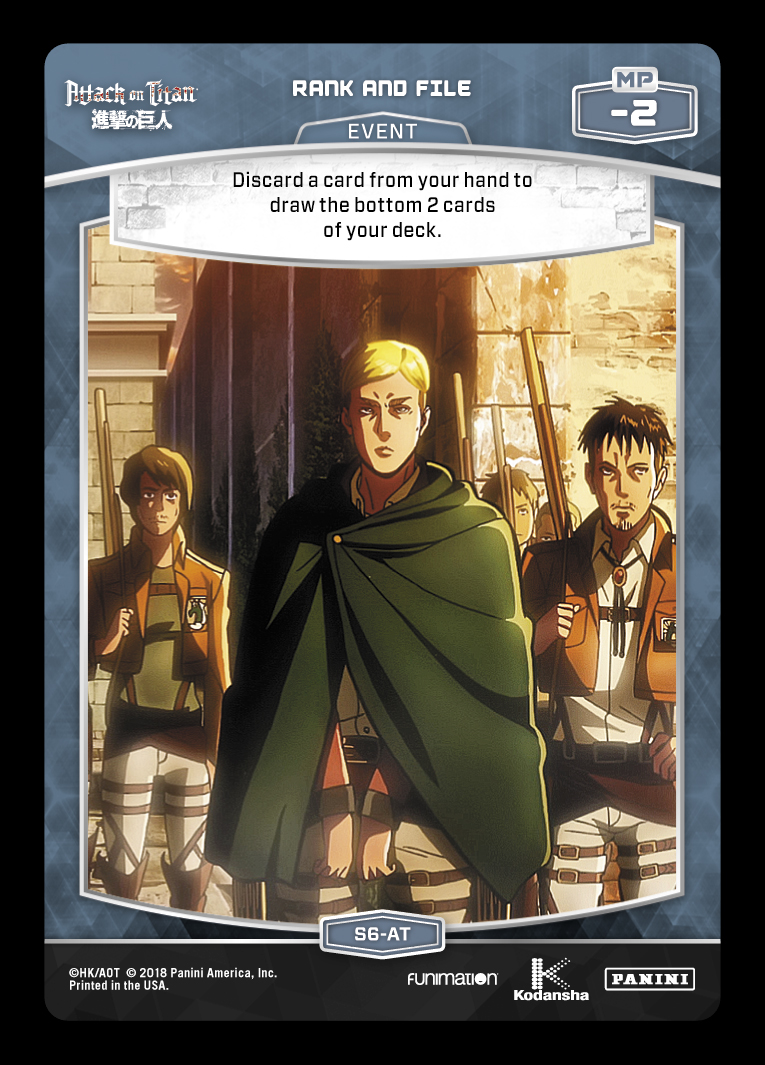 Attack on Titan
進撃の巨人
RANK AND FILE
MP
-2
EVENT
Discard a card from your hand to
draw the bottom 2 cards
of your deck.
S6-AT
©HK/AOT © 2018 Panini America, Inc.
Printed in the USA.
FUNIMATION
Kodansha
PANINI